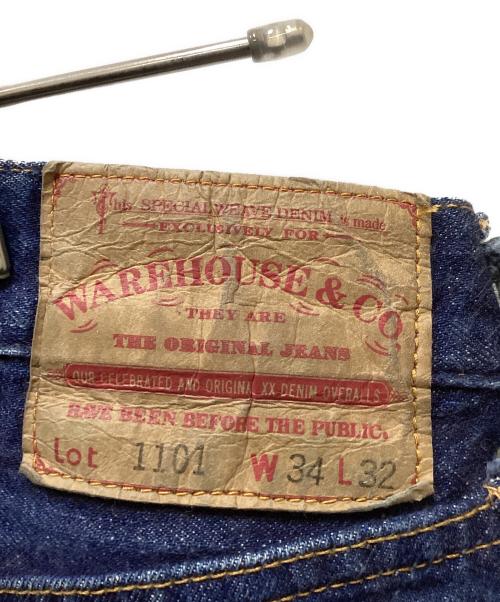 This SPECIAL WEAVE DENIM is made
EXCLUSIVELY FOR
WAREHOUSE & CO.
THEY ARE
THE ORIGINAL JEANS
OUR CELEBRATED AND ORIGINAL XX DENIM OVERALLS
HAVE BEEN BEFORE THE PUBLIC,
Lot 1101 W 34 L 32